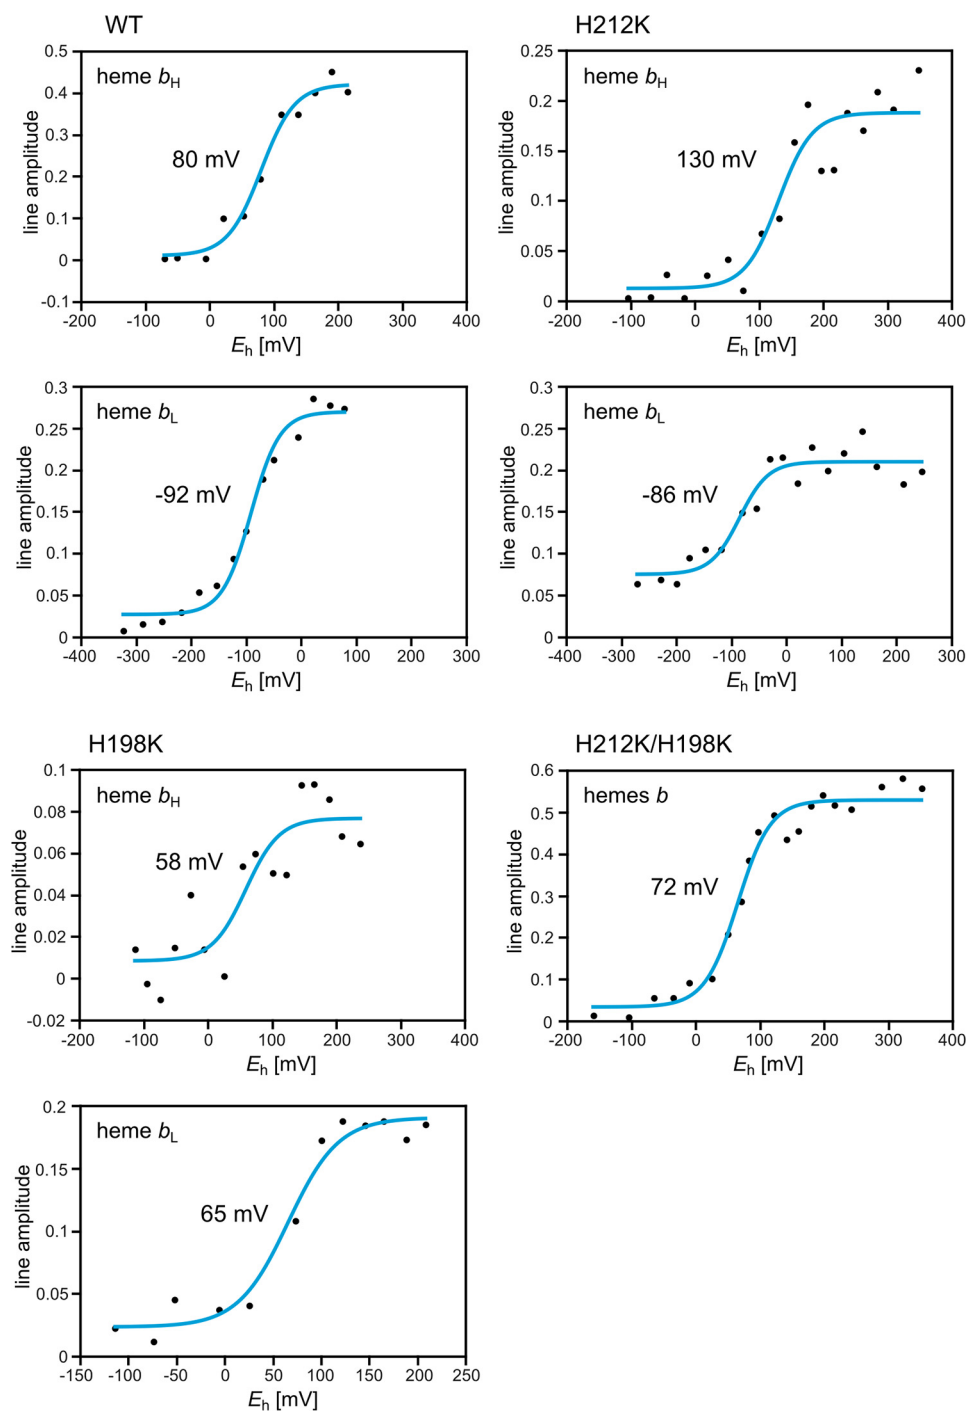 WT
0.5
heme bH
0.4
0.3
80 mV
0.2
0.1
0
-0.1
line amplitude
-200 -100 0 100 200 300 400
Eh [mV]
H212K
0.25
heme bH
0.2
0.15
130 mV
0.1
0.05
0
line amplitude
-200 -100 0 100 200 300 400
Eh [mV]
0.3
heme bL
0.25
0.2
-92 mV
0.15
0.1
0.05
0
line amplitude
-400 -300 -200 -100 0 100 200 300
Eh [mV]
0.3
heme bL
0.25
0.2
-86 mV
0.15
0.1
0.05
0
line amplitude
-400 -300 -200 -100 0 100 200 300
Eh [mV]
H198K
0.1
heme bH
0.08
0.06
58 mV
0.04
0.02
0
-0.02
line amplitude
-200 -100 0 100 200 300 400
Eh [mV]
H212K/H198K
0.6
hemes b
0.5
0.4
72 mV
0.3
0.2
0.1
0
line amplitude
-200 -100 0 100 200 300 400
Eh [mV]
0.2
heme bL
0.15
65 mV
0.1
0.05
0
line amplitude
-150 -100 -50 0 50 100 150 200 250
Eh [mV]